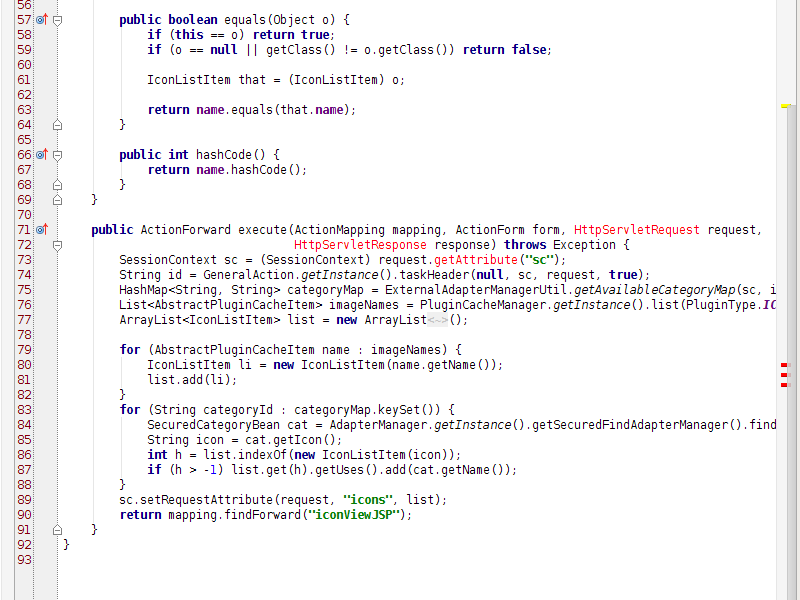 56
57 public boolean equals(Object o) {
58 if (this == o) return true;
59 if (o == null || getClass() != o.getClass()) return false;
60
61 IconListItem that = (IconListItem) o;
62
63 return name.equals(that.name);
64 }
65
66 public int hashCode() {
67 return name.hashCode();
68 }
69 }
70
71 public ActionForward execute(ActionMapping mapping, ActionForm form, HttpServletRequest request,
72 HttpServletResponse response) throws Exception {
73 SessionContext sc = (SessionContext) request.getAttribute("sc");
74 String id = GeneralAction.getInstance().taskHeader(null, sc, request, true);
75 HashMap<String, String> categoryMap = ExternalAdapterManagerUtil.getAvailableCategoryMap(sc, i
76 List<AbstractPluginCacheItem> imageNames = PluginCacheManager.getInstance().list(PluginType.IC
77 ArrayList<IconListItem> list = new ArrayList<~>();
78
79 for (AbstractPluginCacheItem name : imageNames) {
80 IconListItem li = new IconListItem(name.getName());
81 list.add(li);
82 }
83 for (String categoryId : categoryMap.keySet()) {
84 SecuredCategoryBean cat = AdapterManager.getInstance().getSecuredFindAdapterManager().find
85 String icon = cat.getIcon();
86 int h = list.indexOf(new IconListItem(icon));
87 if (h > -1) list.get(h).getUses().add(cat.getName());
88 }
89 sc.setRequestAttribute(request, "icons", list);
90 return mapping.findForward("iconViewJSP");
91 }
92 }
93